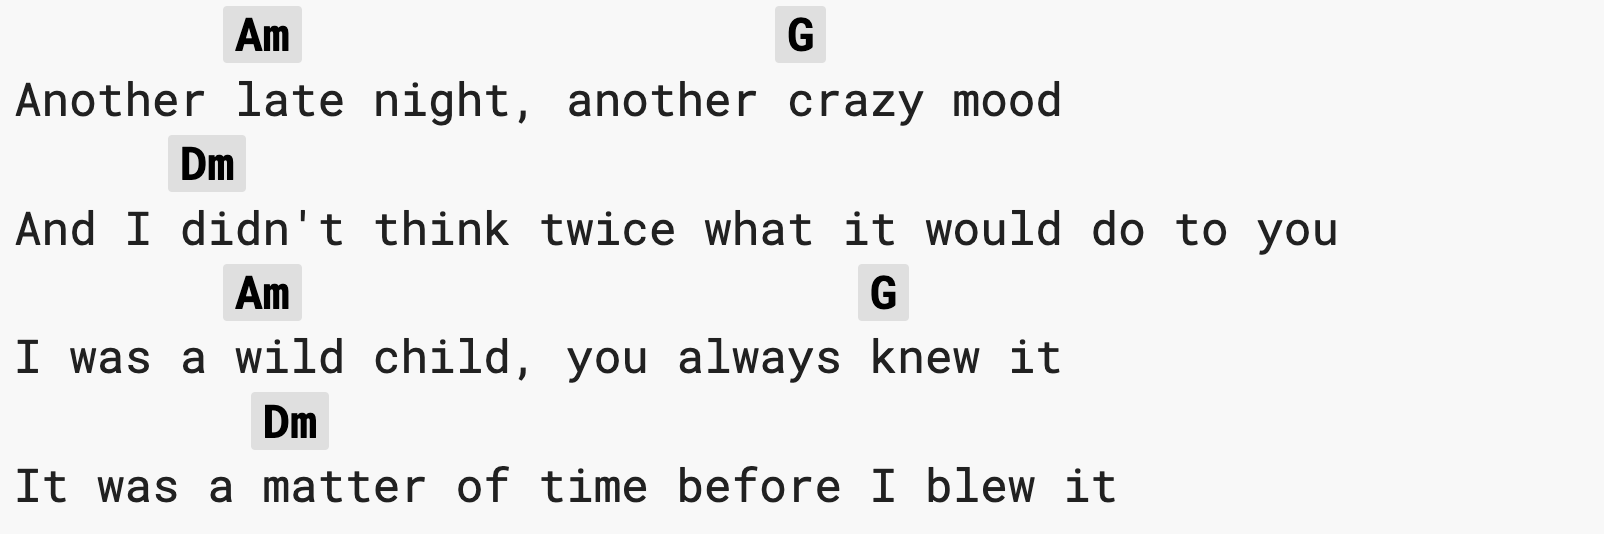 Am G
Another late night, another crazy mood
Dm
And I didn't think twice what it would do to you
Am G
I was a wild child, you always knew it
Dm
It was a matter of time before I blew it